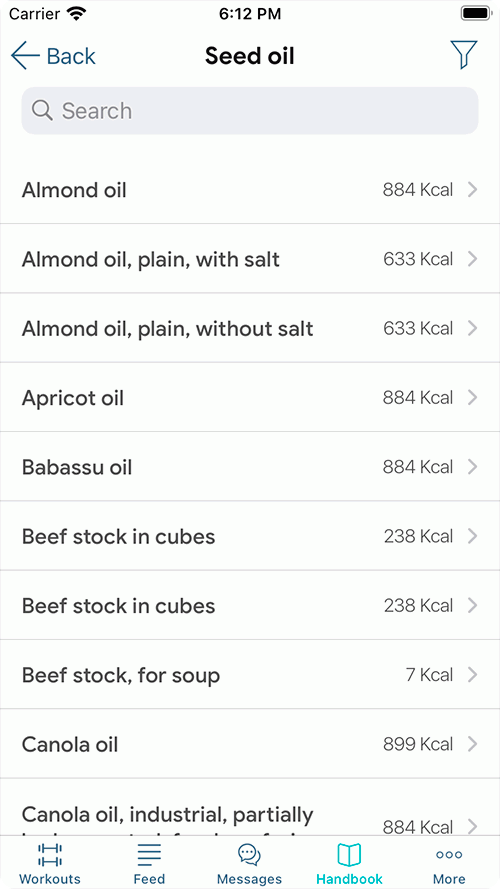 Carrier 6:12 PM
Back Seed oil
Search
Almond oil 884 Kcal
Almond oil, plain, with salt 633 Kcal
Almond oil, plain, without salt 633 Kcal
Apricot oil 884 Kcal
Babassu oil 884 Kcal
Beef stock in cubes 238 Kcal
Beef stock in cubes 238 Kcal
Beef stock, for soup 7 Kcal
Canola oil 899 Kcal
Canola oil, industrial, partially 884 Kcal
Workouts Feed Messages Handbook More